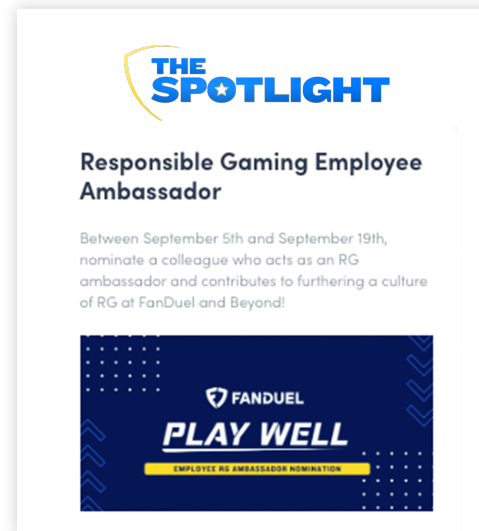 THE
SPOTLIGHT
Responsible Gaming Employee
Ambassador
Between September 5th and September 19th,
nominate a colleague who acts as an RG
ambassador and contributes to furthering a culture
of RG at FanDuel and Beyond!
FANDUEL
PLAY WELL
EMPLOYEE RG AMBASSADOR NOMINATION